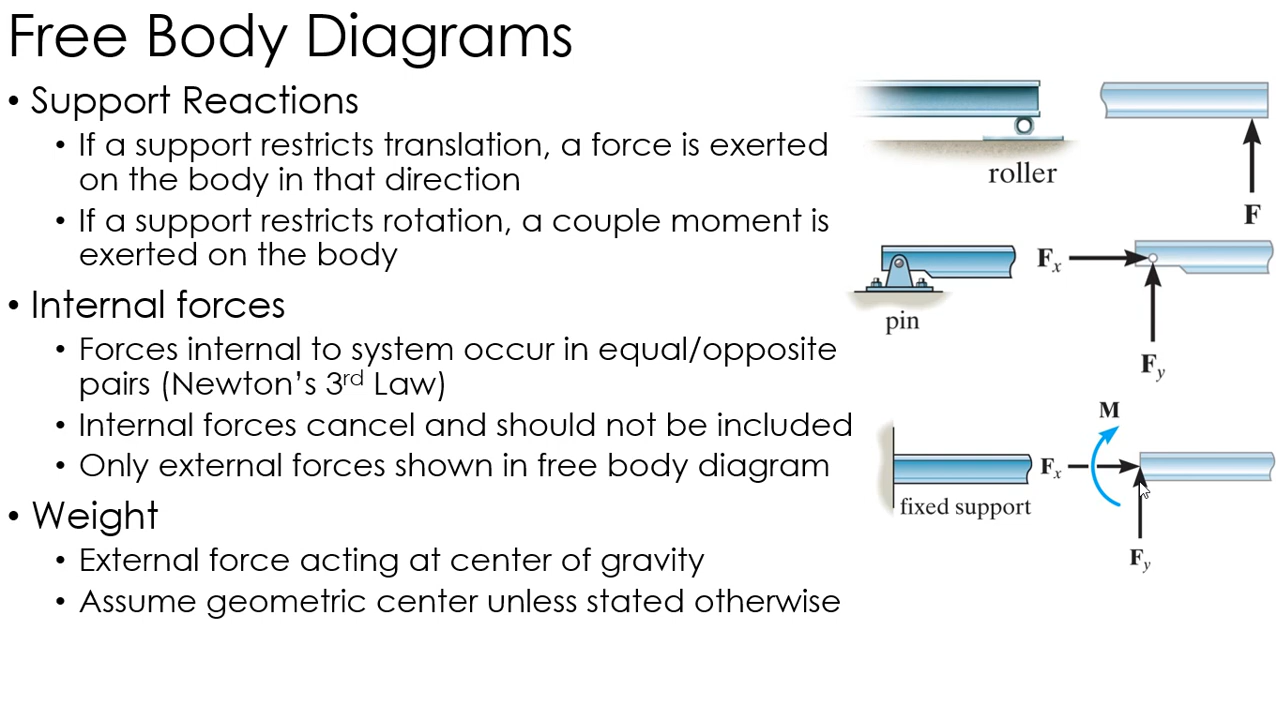 Free Body Diagrams
• Support Reactions
• If a support restricts translation, a force is exerted
on the body in that direction
• If a support restricts rotation, a couple moment is
exerted on the body
• Internal forces
• Forces internal to system occur in equal/opposite
pairs (Newton's 3rd Law)
• Internal forces cancel and should not be included
• Only external forces shown in free body diagram
• Weight
• External force acting at center of gravity
• Assume geometric center unless stated otherwise
roller
F
pin
Fx
Fy
fixed support
M
Fx
Fy